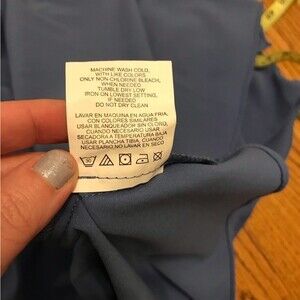 MACHINE WASH COLD,
WITH LIKE COLORS
ONLY NON-CHLORINE BLEACH,
WHEN NEEDED
TUMBLE DRY LOW
IRON ON LOWEST SETTING,
IF NEEDED
DO NOT DRY CLEAN
LAVAR EN MAQUINA EN AGUA FRIA,
CON COLORES SIMILARES
USAR BLANQUEADOR SIN CLORO,
CUANDO NECESARIO USAR
SECADORA A TEMPERATURA BAJA
PLANCHA TIBIA, CUANDO
NECESARIO.NO LAVAR EN SECO